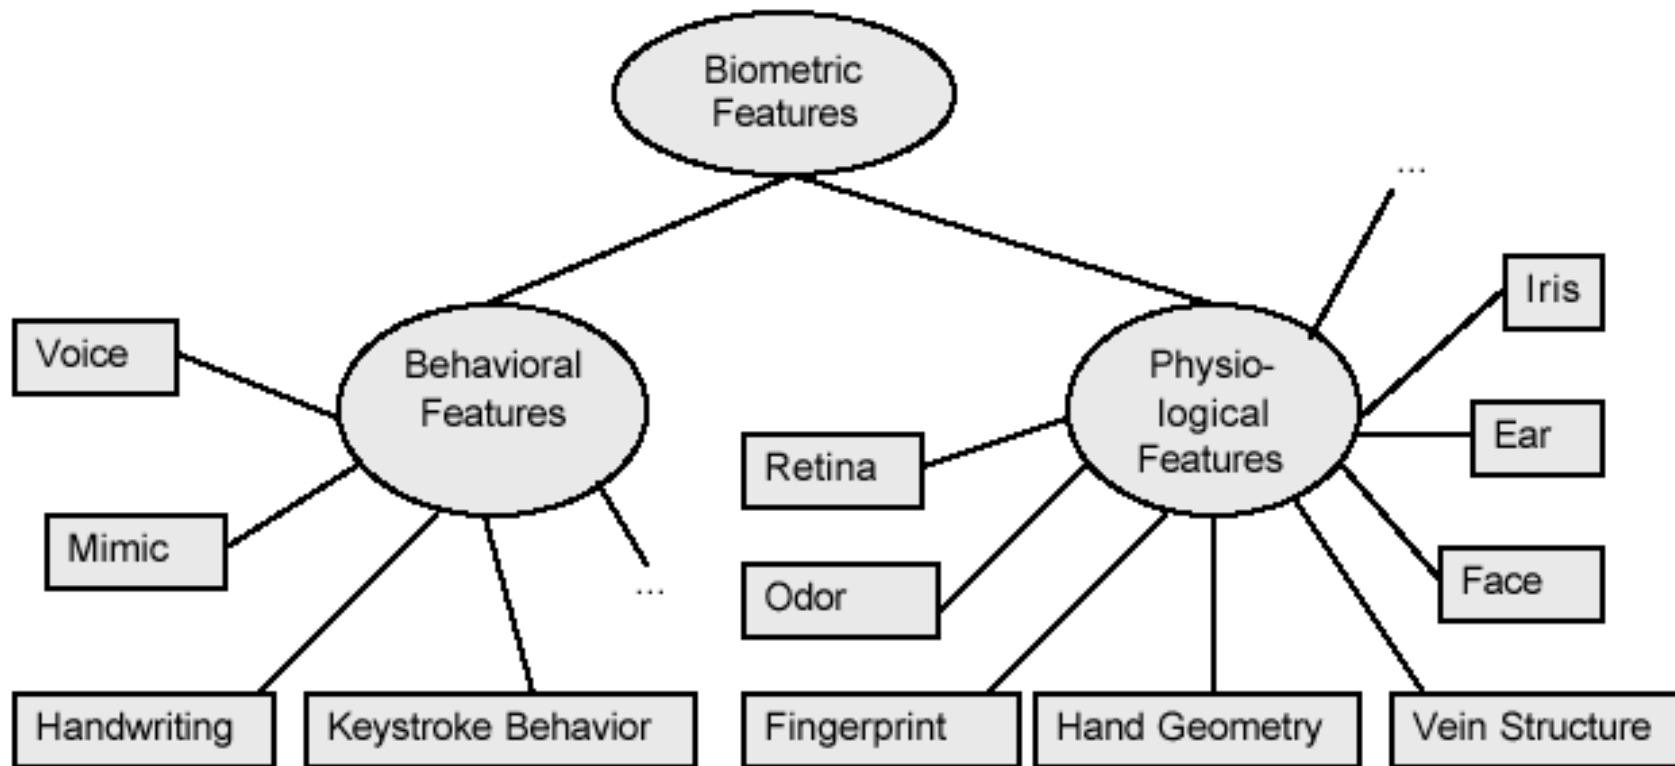 Biometric
Features
...
Iris
Voice
Behavioral
Features
Physio-
logical
Features
Ear
Retina
Mimic
Face
Odor
...
Handwriting
Keystroke Behavior
Fingerprint
Hand Geometry
Vein Structure